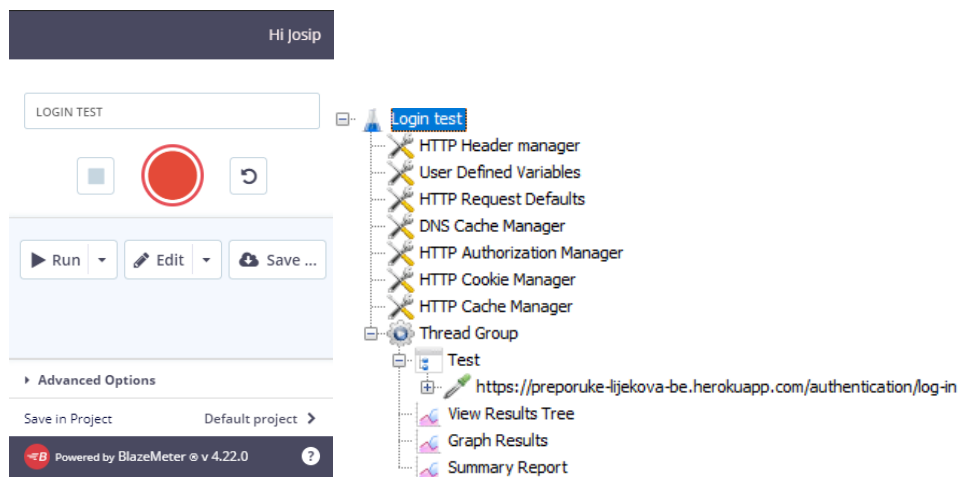 Hi Josip
LOGIN TEST
Run
Edit
Save ...
Advanced Options
Save in Project
Default project
B Powered by BlazeMeter ® v 4.22.0
?
Login test
HTTP Header manager
User Defined Variables
HTTP Request Defaults
DNS Cache Manager
HTTP Authorization Manager
HTTP Cookie Manager
HTTP Cache Manager
Thread Group
Test
https://preporuke-lijekova-be.herokuapp.com/authentication/log-in
View Results Tree
Graph Results
Summary Report